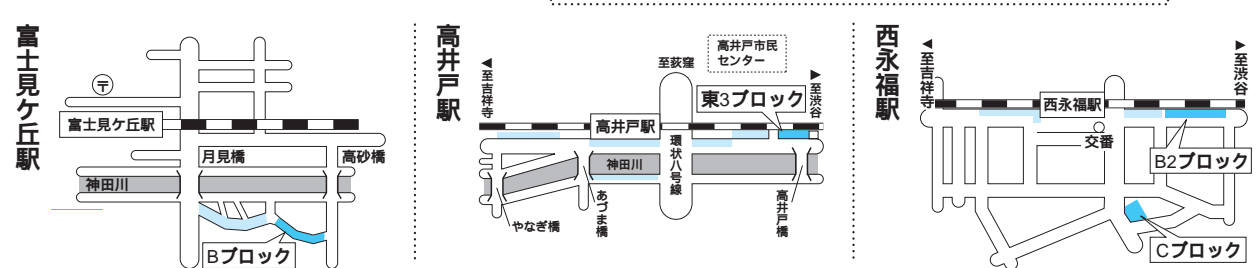 富士見ケ丘駅
〒
富士見ケ丘駅
月見橋
高砂橋
神田川
Bブロック
高井戸駅
◀至吉祥寺
至荻窪
高井戸市民
センター
▶至渋谷
東3ブロック
高井戸駅
神田川
環状八号線
やなぎ橋
あづま橋
高井戸橋
西永福駅
◀至吉祥寺
▶至渋谷
西永福駅
交番
B2ブロック
Cブロック